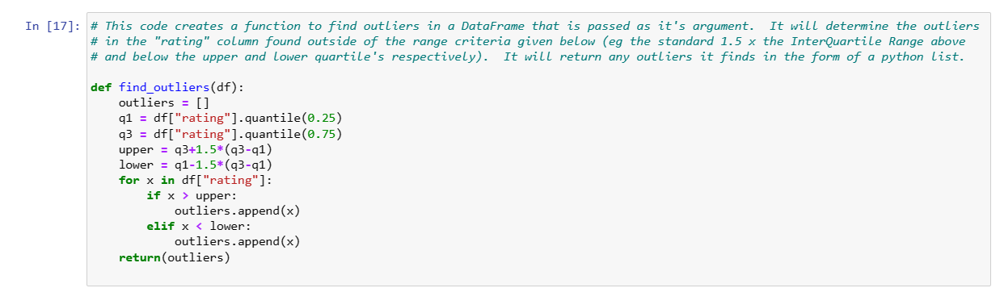 In [17]: # This code creates a function to find outliers in a DataFrame that is passed as it's argument.  It will determine the outliers
# in the "rating" column found outside of the range criteria given below (eg the standard 1.5 x the InterQuartile Range above
# and below the upper and lower quartile's respectively).  It will return any outliers it finds in the form of a python list.
def find_outliers(df):
    outliers = []
    q1 = df["rating"].quantile(0.25)
    q3 = df["rating"].quantile(0.75)
    upper = q3+1.5*(q3-q1)
    lower = q1-1.5*(q3-q1)
    for x in df["rating"]:
        if x > upper:
            outliers.append(x)
        elif x < lower:
            outliers.append(x)
    return(outliers)